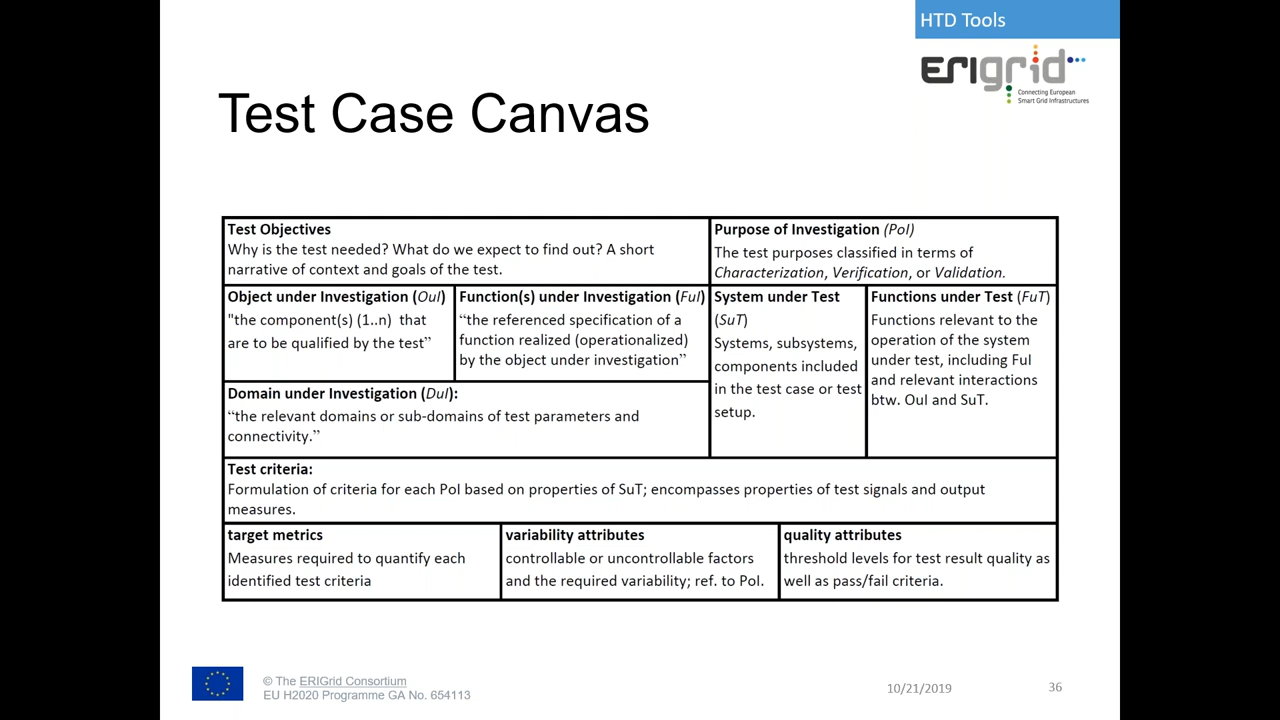 HTD Tools
ERIGrid
Connecting European
Smart Grid Infrastructures
Test Case Canvas
Test Objectives
Why is the test needed? What do we expect to find out? A short
narrative of context and goals of the test.
Purpose of Investigation (PoI)
The test purposes classified in terms of
Characterization, Verification, or Validation.
Object under Investigation (OuI)
"the component(s) (1..n) that
are to be qualified by the test”
Function(s) under Investigation (FuI)
“the referenced specification of a
function realized (operationalized)
by the object under investigation”
System under Test
(SuT)
Systems, subsystems,
components included
in the test case or test
setup.
Functions under Test (FuT)
Functions relevant to the
operation of the system
under test, including FuI
and relevant interactions
btw. OuI and SuT.
Domain under Investigation (DuI):
“the relevant domains or sub-domains of test parameters and
connectivity.”
Test criteria:
Formulation of criteria for each PoI based on properties of SuT; encompasses properties of test signals and output
measures.
target metrics
Measures required to quantify each
identified test criteria
variability attributes
controllable or uncontrollable factors
and the required variability; ref. to PoI.
quality attributes
threshold levels for test result quality as
well as pass/fail criteria.
© The ERIGrid Consortium
EU H2020 Programme GA No. 654113
10/21/2019
36